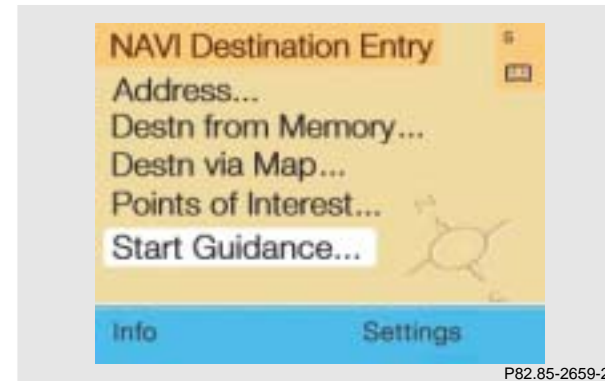 NAVI Destination Entry
Address...
Destn from Memory...
Destn via Map...
Points of Interest...
Start Guidance...
Info Settings
P82.85-2659-2